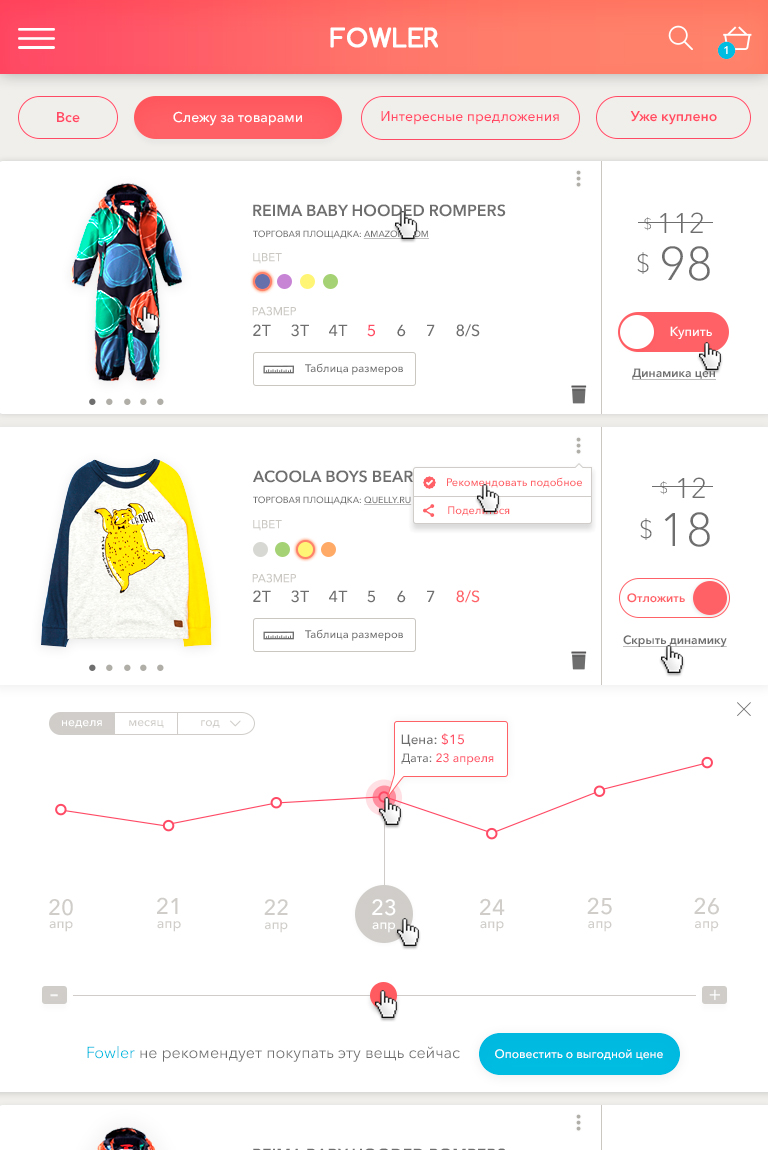 FOWLER
1
Все
Слежу за товарами
Интересные предложения
Уже куплено
REIMA BABY HOODED ROMPERS
ТОРГОВАЯ ПЛОЩАДКА: AMAZON.COM
ЦВЕТ
РАЗМЕР
2T 3T 4T 5 6 7 8/S
Таблица размеров
$ 112
$ 98
Купить
Динамика цен
ACOOLA BOYS BEAR
ТОРГОВАЯ ПЛОЩАДКА: QUELLY.RU
ЦВЕТ
РАЗМЕР
2T 3T 4T 5 6 7 8/S
Таблица размеров
Рекомендовать подобное
Поделиться
$ 12
$ 18
Отложить
Скрыть динамику
неделя
месяц
год
Цена: $15
Дата: 23 апреля
20 21 22 23 24 25 26
апр апр апр апр апр апр апр
- +
Fowler не рекомендует покупать эту вещь сейчас
Оповестить о выгодной цене
REIMA BABY HOODED ROMPERS